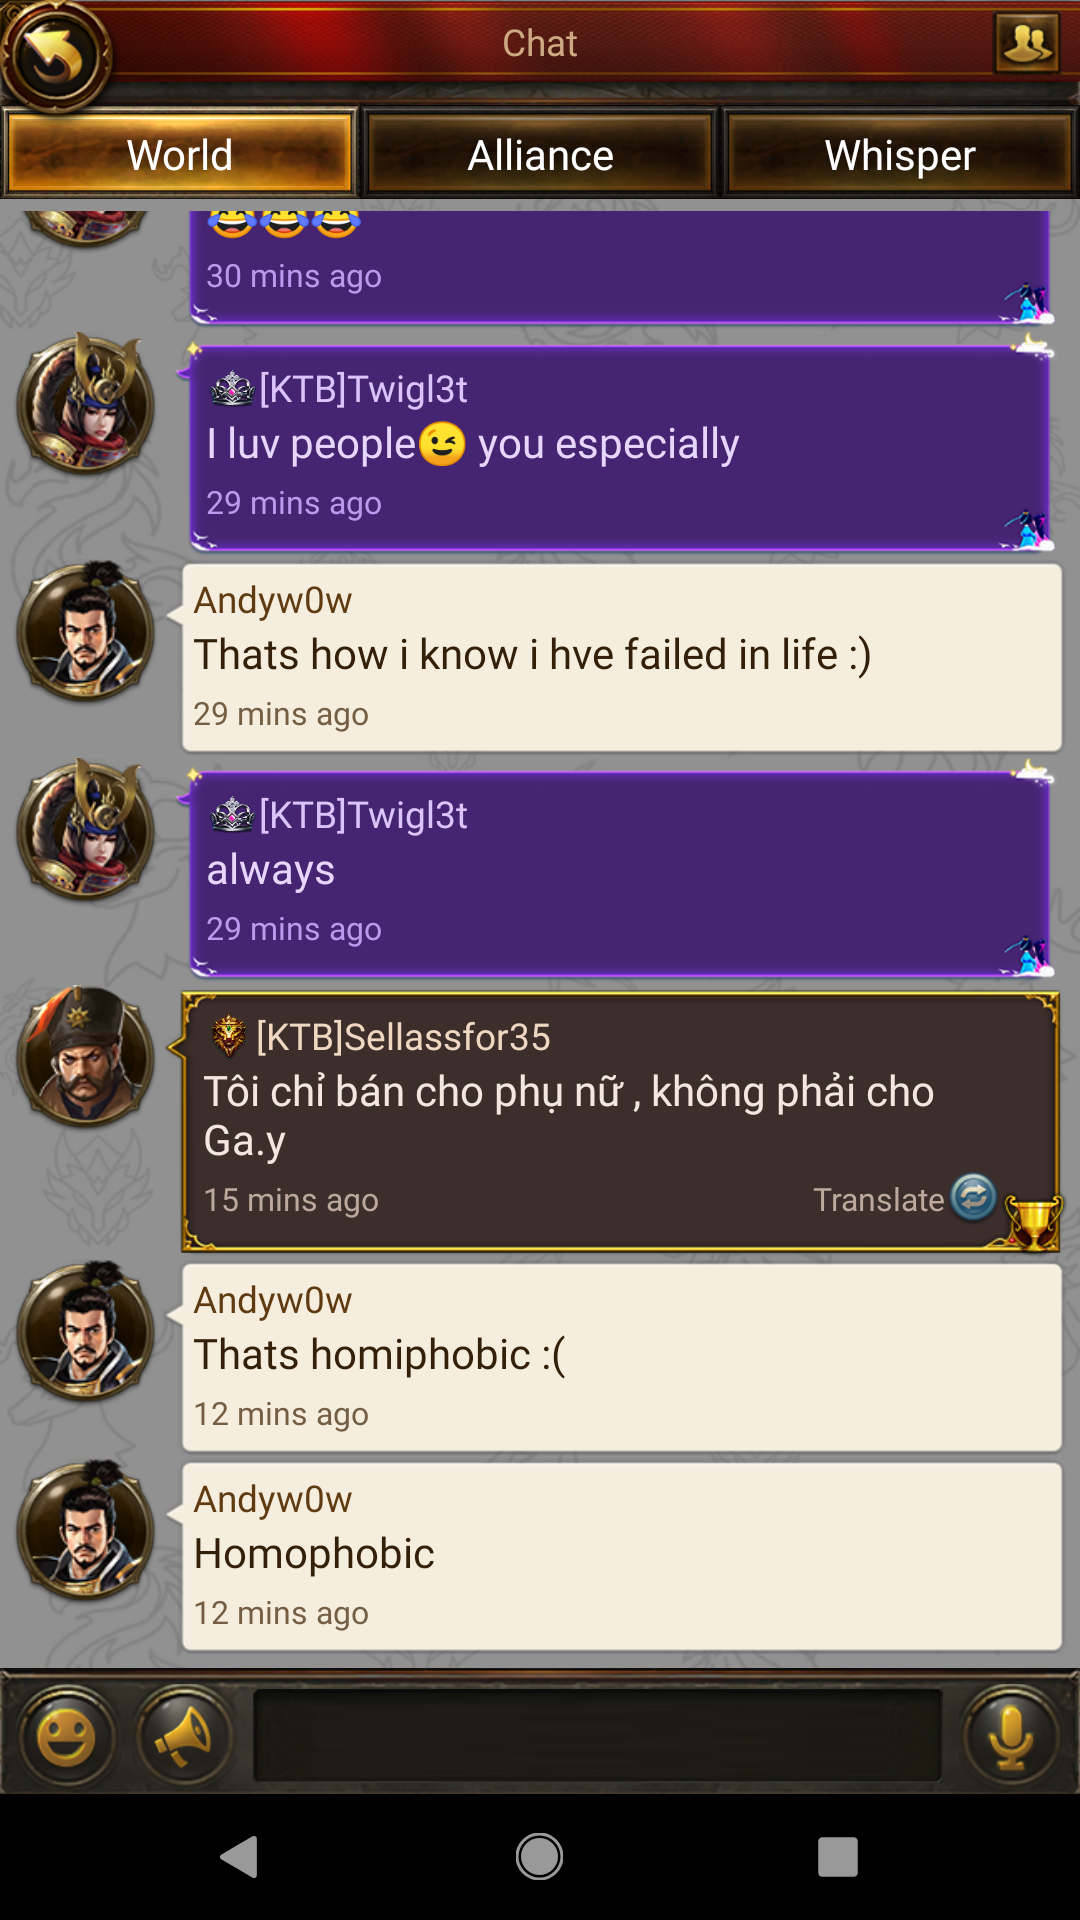 Chat
World
Alliance
Whisper
😂😂😂
30 mins ago
[KTB]Twigl3t
I luv people😉 you especially
29 mins ago
Andyw0w
Thats how i know i hve failed in life :)
29 mins ago
[KTB]Twigl3t
always
29 mins ago
[KTB]Sellassfor35
Tôi chỉ bán cho phụ nữ , không phải cho
Ga.y
15 mins ago
Translate
Andyw0w
Thats homiphobic :(
12 mins ago
Andyw0w
Homophobic
12 mins ago